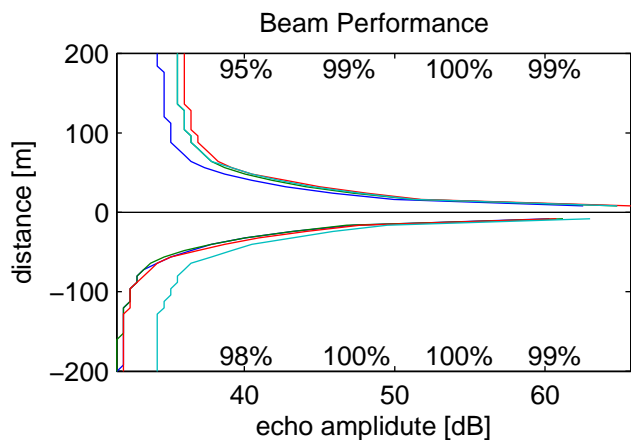 Beam Performance
200
95% 99% 100% 99%
100
0
−100
98% 100% 100% 99%
−200
40 50 60
distance [m]
echo amplidute [dB]